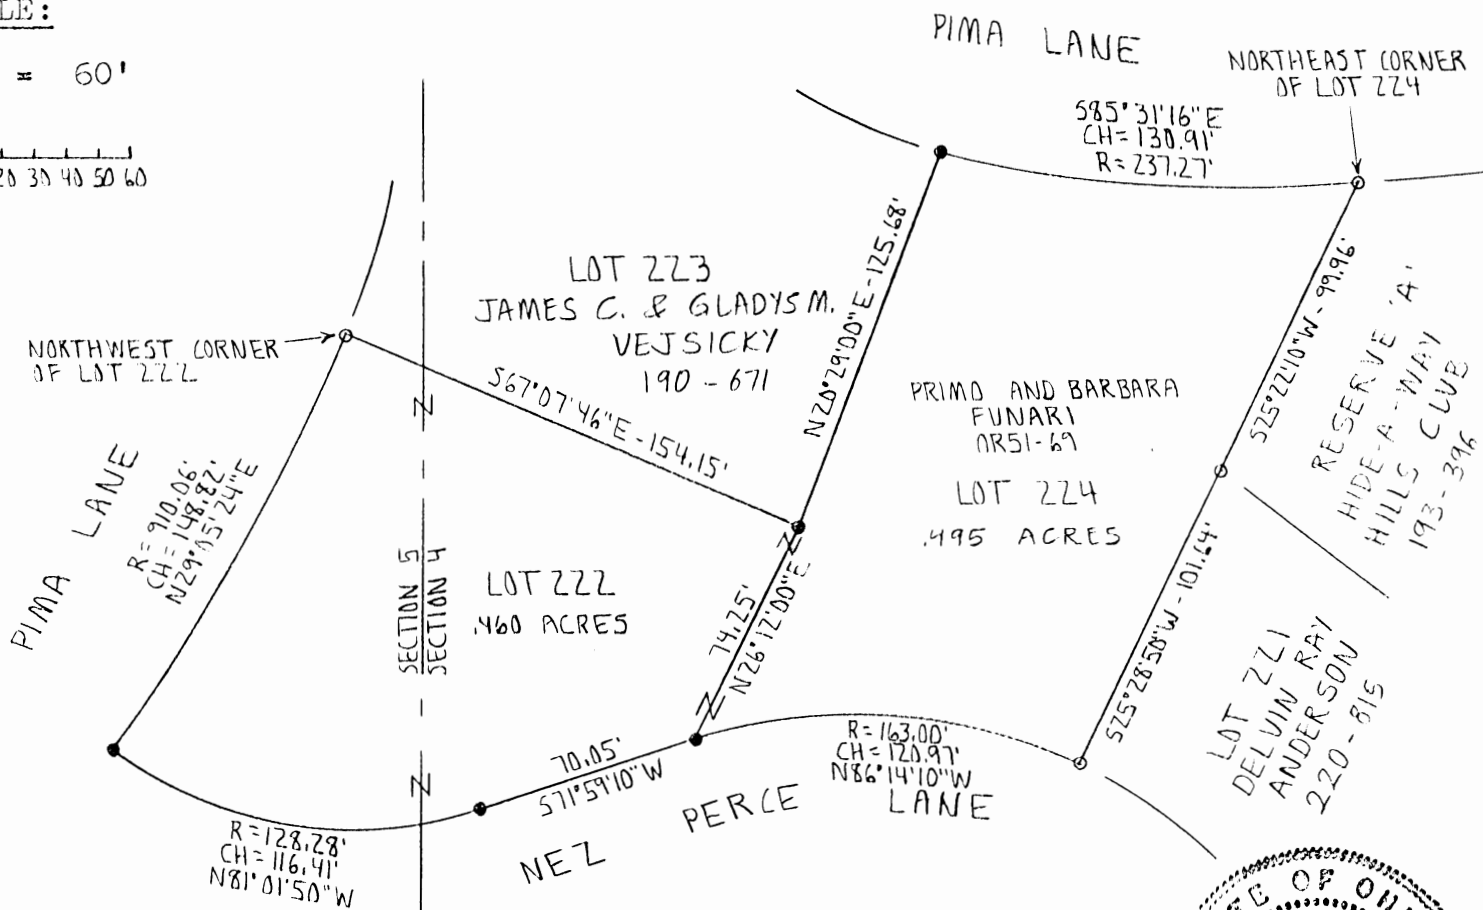 LE:
= 60'
20 30 40 50 60
PIMA LANE
NORTHEAST CORNER
OF LOT 224
S85°31'16"E
CH=130.91'
R=237.27'
LOT 223
JAMES C. & GLADYS M.
VEJSICKY
190-671
N20°29'00"E-125.68'
NORTHWEST CORNER
OF LOT 222
S67°07'46"E-154.15'
PRIMO AND BARBARA
FUNARI
OR51-69
LOT 224
.495 ACRES
S25°22'10"W-99.96'
RESERVE 'A'
HIDE-A-WAY
HILLS CLUB
193-396
PIMA LANE
R=910.06'
CH=148.82'
N29°05'24"E
SECTION 5
SECTION 4
LOT 222
.460 ACRES
74.25'
N26°12'00"E
S25°28'50"W-101.64'
LOT 221
DELVIN RAY
ANDERSON
220-815
70.05'
S71°59'10"W
R=163.00'
CH=120.97'
N86°14'10"W
NEZ PERCE LANE
R=128.28'
CH=116.41'
N81°01'50"W
OF